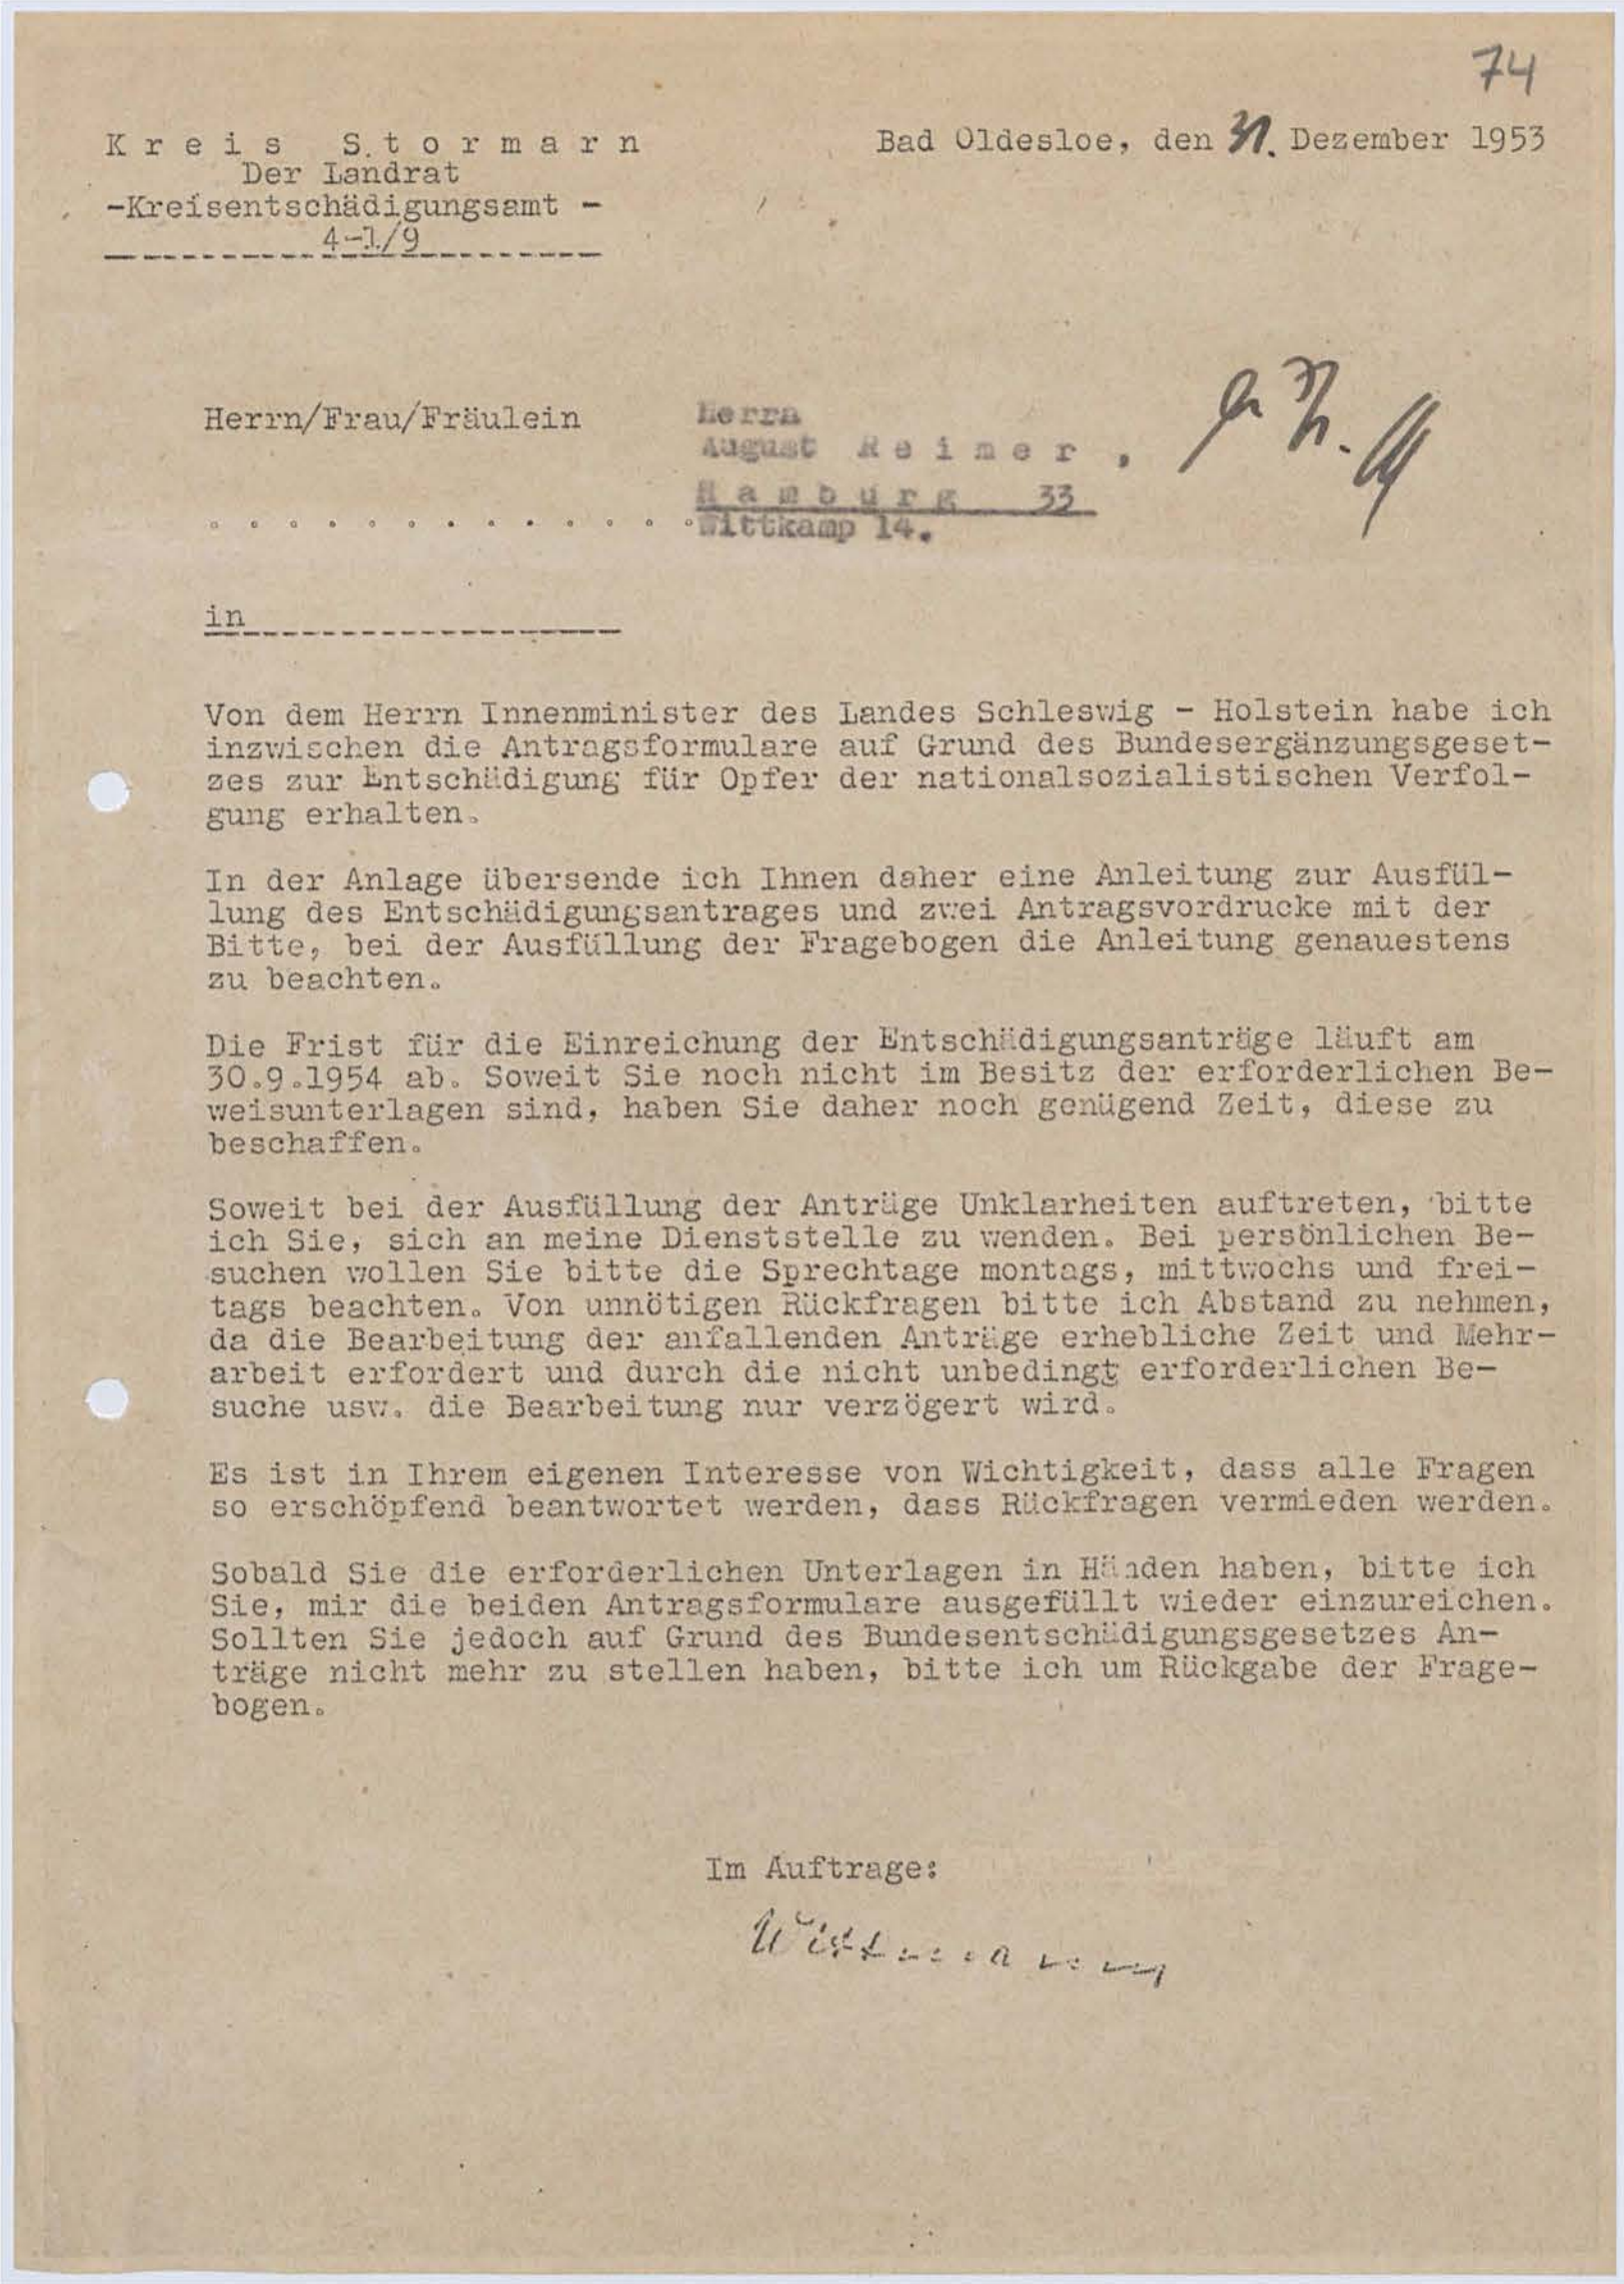 74
Kreis Stormarn
Bad Oldesloe, den 31. Dezember 1953
Der Landrat
-Kreisentschädigungsamt -
4-1/9
Herrn/Frau/Fräulein
Herrn
August Reimer,
Hamburg 33
Wittkamp 14.
in
Von dem Herrn Innenminister des Landes Schleswig - Holstein habe ich
inzwischen die Antragsformulare auf Grund des Bundesergänzungsgeset-
zes zur Entschädigung für Opfer der nationalsozialistischen Verfol-
gung erhalten.
In der Anlage übersende ich Ihnen daher eine Anleitung zur Ausfül-
lung des Entschädigungsantrages und zwei Antragsvordrucke mit der
Bitte, bei der Ausfüllung der Fragebogen die Anleitung genauestens
zu beachten.
Die Frist für die Einreichung der Entschädigungsanträge läuft am
30.9.1954 ab. Soweit Sie noch nicht im Besitz der erforderlichen Be-
weisunterlagen sind, haben Sie daher noch genügend Zeit, diese zu
beschaffen.
Soweit bei der Ausfüllung der Anträge Unklarheiten auftreten, bitte
ich Sie, sich an meine Dienststelle zu wenden. Bei persönlichen Be-
suchen wollen Sie bitte die Sprechtage montags, mittwochs und frei-
tags beachten. Von unnötigen Rückfragen bitte ich Abstand zu nehmen,
da die Bearbeitung der anfallenden Anträge erhebliche Zeit und Mehr-
arbeit erfordert und durch die nicht unbedingt erforderlichen Be-
suche usw. die Bearbeitung nur verzögert wird.
Es ist in Ihrem eigenen Interesse von Wichtigkeit, dass alle Fragen
so erschöpfend beantwortet werden, dass Rückfragen vermieden werden.
Sobald Sie die erforderlichen Unterlagen in Händen haben, bitte ich
Sie, mir die beiden Antragsformulare ausgefüllt wieder einzureichen.
Sollten Sie jedoch auf Grund des Bundesentschädigungsgesetzes An-
träge nicht mehr zu stellen haben, bitte ich um Rückgabe der Frage-
bogen.
Im Auftrage: